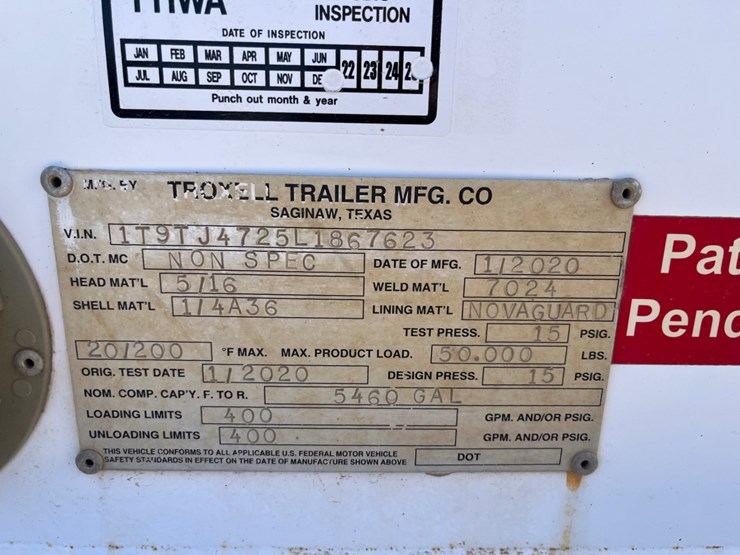 FHWA
INSPECTION
DATE OF INSPECTION
JAN FEB MAR APR MAY JUN 22 23 24
JUL AUG SEP OCT NOV
Punch out month & year
M.FG. BY TROXELL TRAILER MFG. CO
SAGINAW, TEXAS
V.I.N. 1T9TJ4725L1867623
D.O.T. MC NON SPEC DATE OF MFG. 1/2020
HEAD MAT'L 5/16 WELD MAT'L 7024
SHELL MAT'L 1/4A36 LINING MAT'L NOVAGUARD
TEST PRESS. 15 PSIG.
20/200 °F MAX. MAX. PRODUCT LOAD. 50.000 LBS.
ORIG. TEST DATE 1/2020 DESIGN PRESS. 15 PSIG.
NOM. COMP. CAP'Y. F. TO R. 5460 GAL
LOADING LIMITS 400 GPM. AND/OR PSIG.
UNLOADING LIMITS 400 GPM. AND/OR PSIG.
THIS VEHICLE CONFORMS TO ALL APPLICABLE U.S. FEDERAL MOTOR VEHICLE
SAFETY STANDARDS IN EFFECT ON THE DATE OF MANUFACTURE SHOWN ABOVE DOT
Pat
Pend